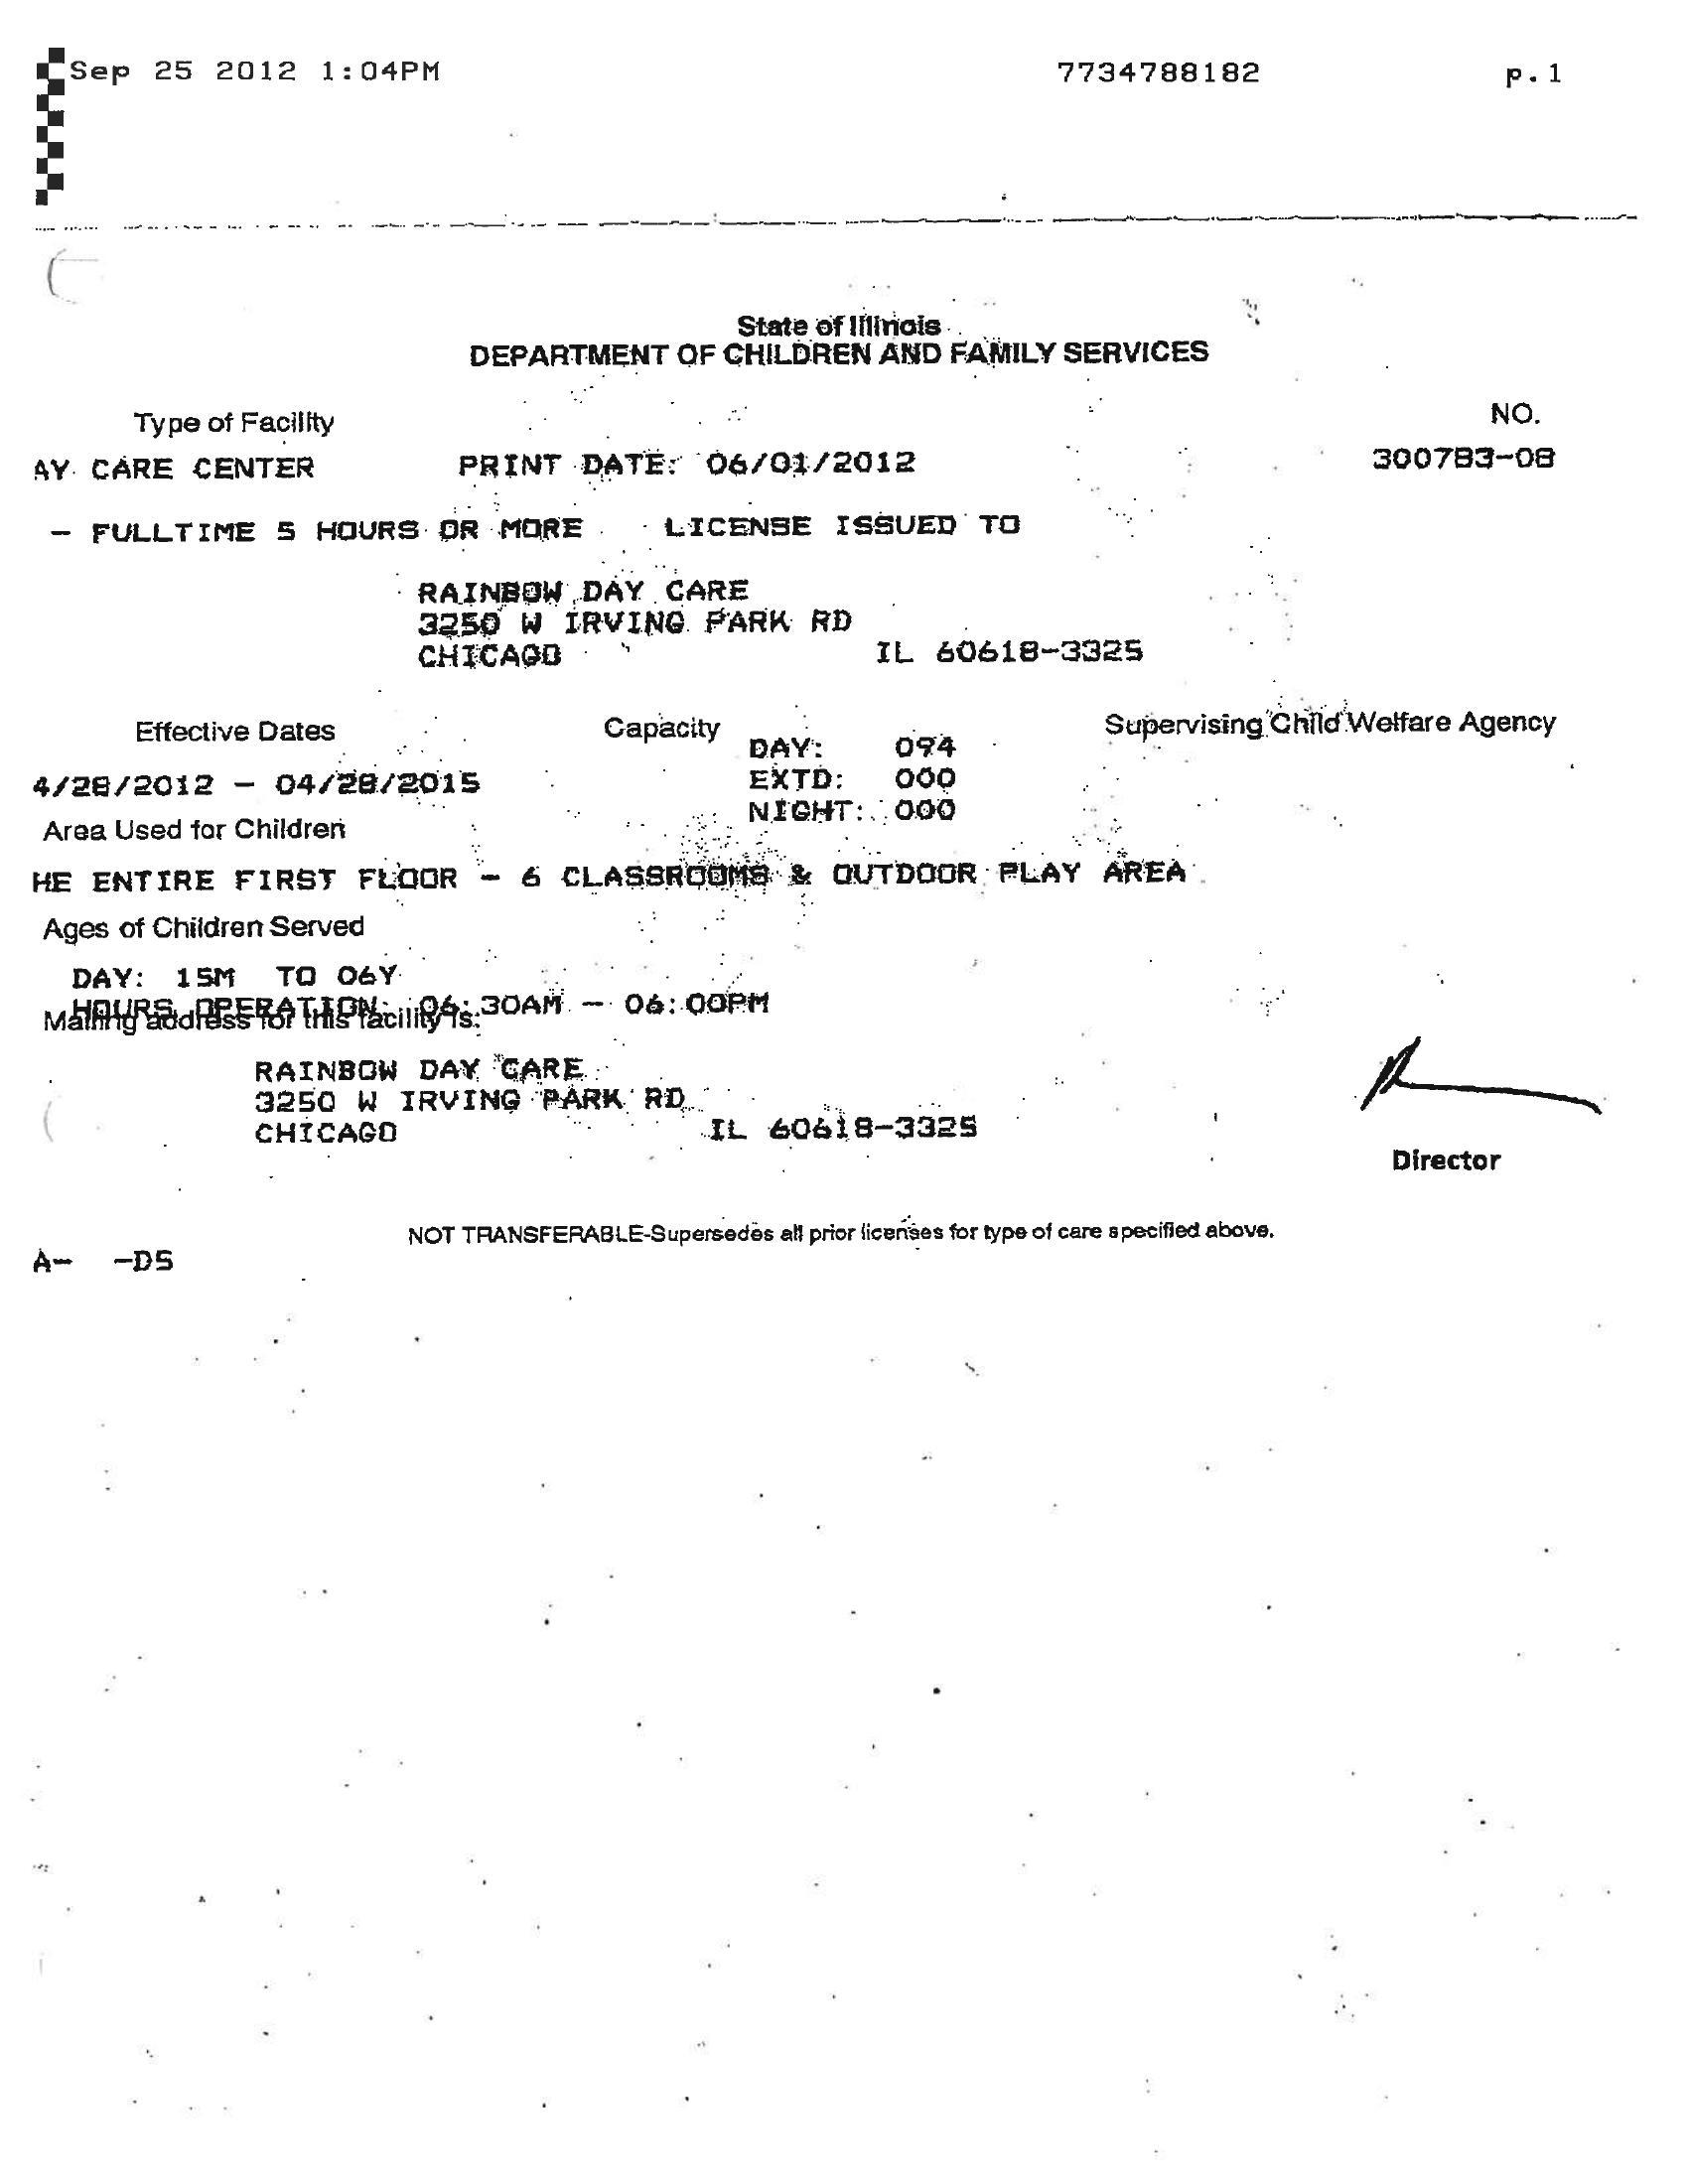 Sep 25 2012 1:04PM 7734788182 p.1
State of Illinois
DEPARTMENT OF CHILDREN AND FAMILY SERVICES
Type of Facility NO.
AY CARE CENTER PRINT DATE: 06/01/2012 300783-08
- FULLTIME 5 HOURS OR MORE LICENSE ISSUED TO
RAINBOW DAY CARE
3250 W IRVING PARK RD
CHICAGO IL 60618-3325
Effective Dates Capacity Supervising Child Welfare Agency
DAY: 094
4/28/2012 - 04/28/2015 EXTD: 000
NIGHT: 000
Area Used for Children
HE ENTIRE FIRST FLOOR - 6 CLASSROOMS & OUTDOOR PLAY AREA
Ages of Children Served
DAY: 15M TO 06Y
HOURS OPERATION: 06:30AM - 06:00PM
Mailing address for this facility is:
RAINBOW DAY CARE
3250 W IRVING PARK RD
CHICAGO IL 60618-3325
Director
NOT TRANSFERABLE-Supersedes all prior licenses for type of care specified above.
A- -DS